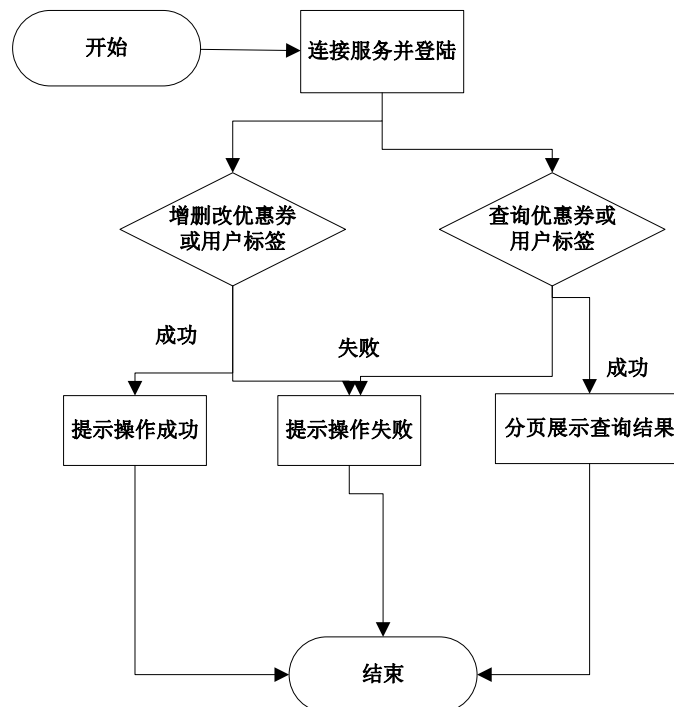 开始
连接服务并登陆
增删改优惠券
或用户标签
查询优惠券或
用户标签
成功
失败
成功
提示操作成功
提示操作失败
分页展示查询结果
结束